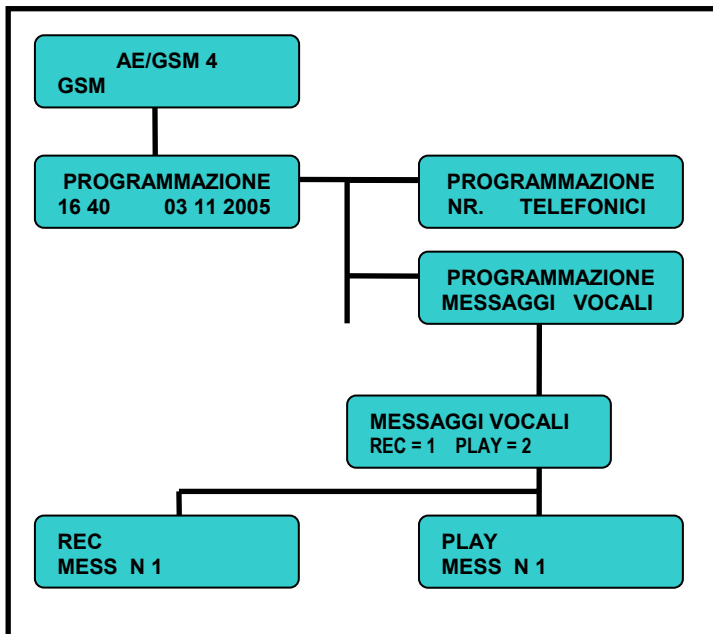 AE/GSM 4
GSM
PROGRAMMAZIONE
16 40 03 11 2005
PROGRAMMAZIONE
NR. TELEFONICI
PROGRAMMAZIONE
MESSAGGI VOCALI
MESSAGGI VOCALI
REC = 1 PLAY = 2
REC
MESS N 1
PLAY
MESS N 1